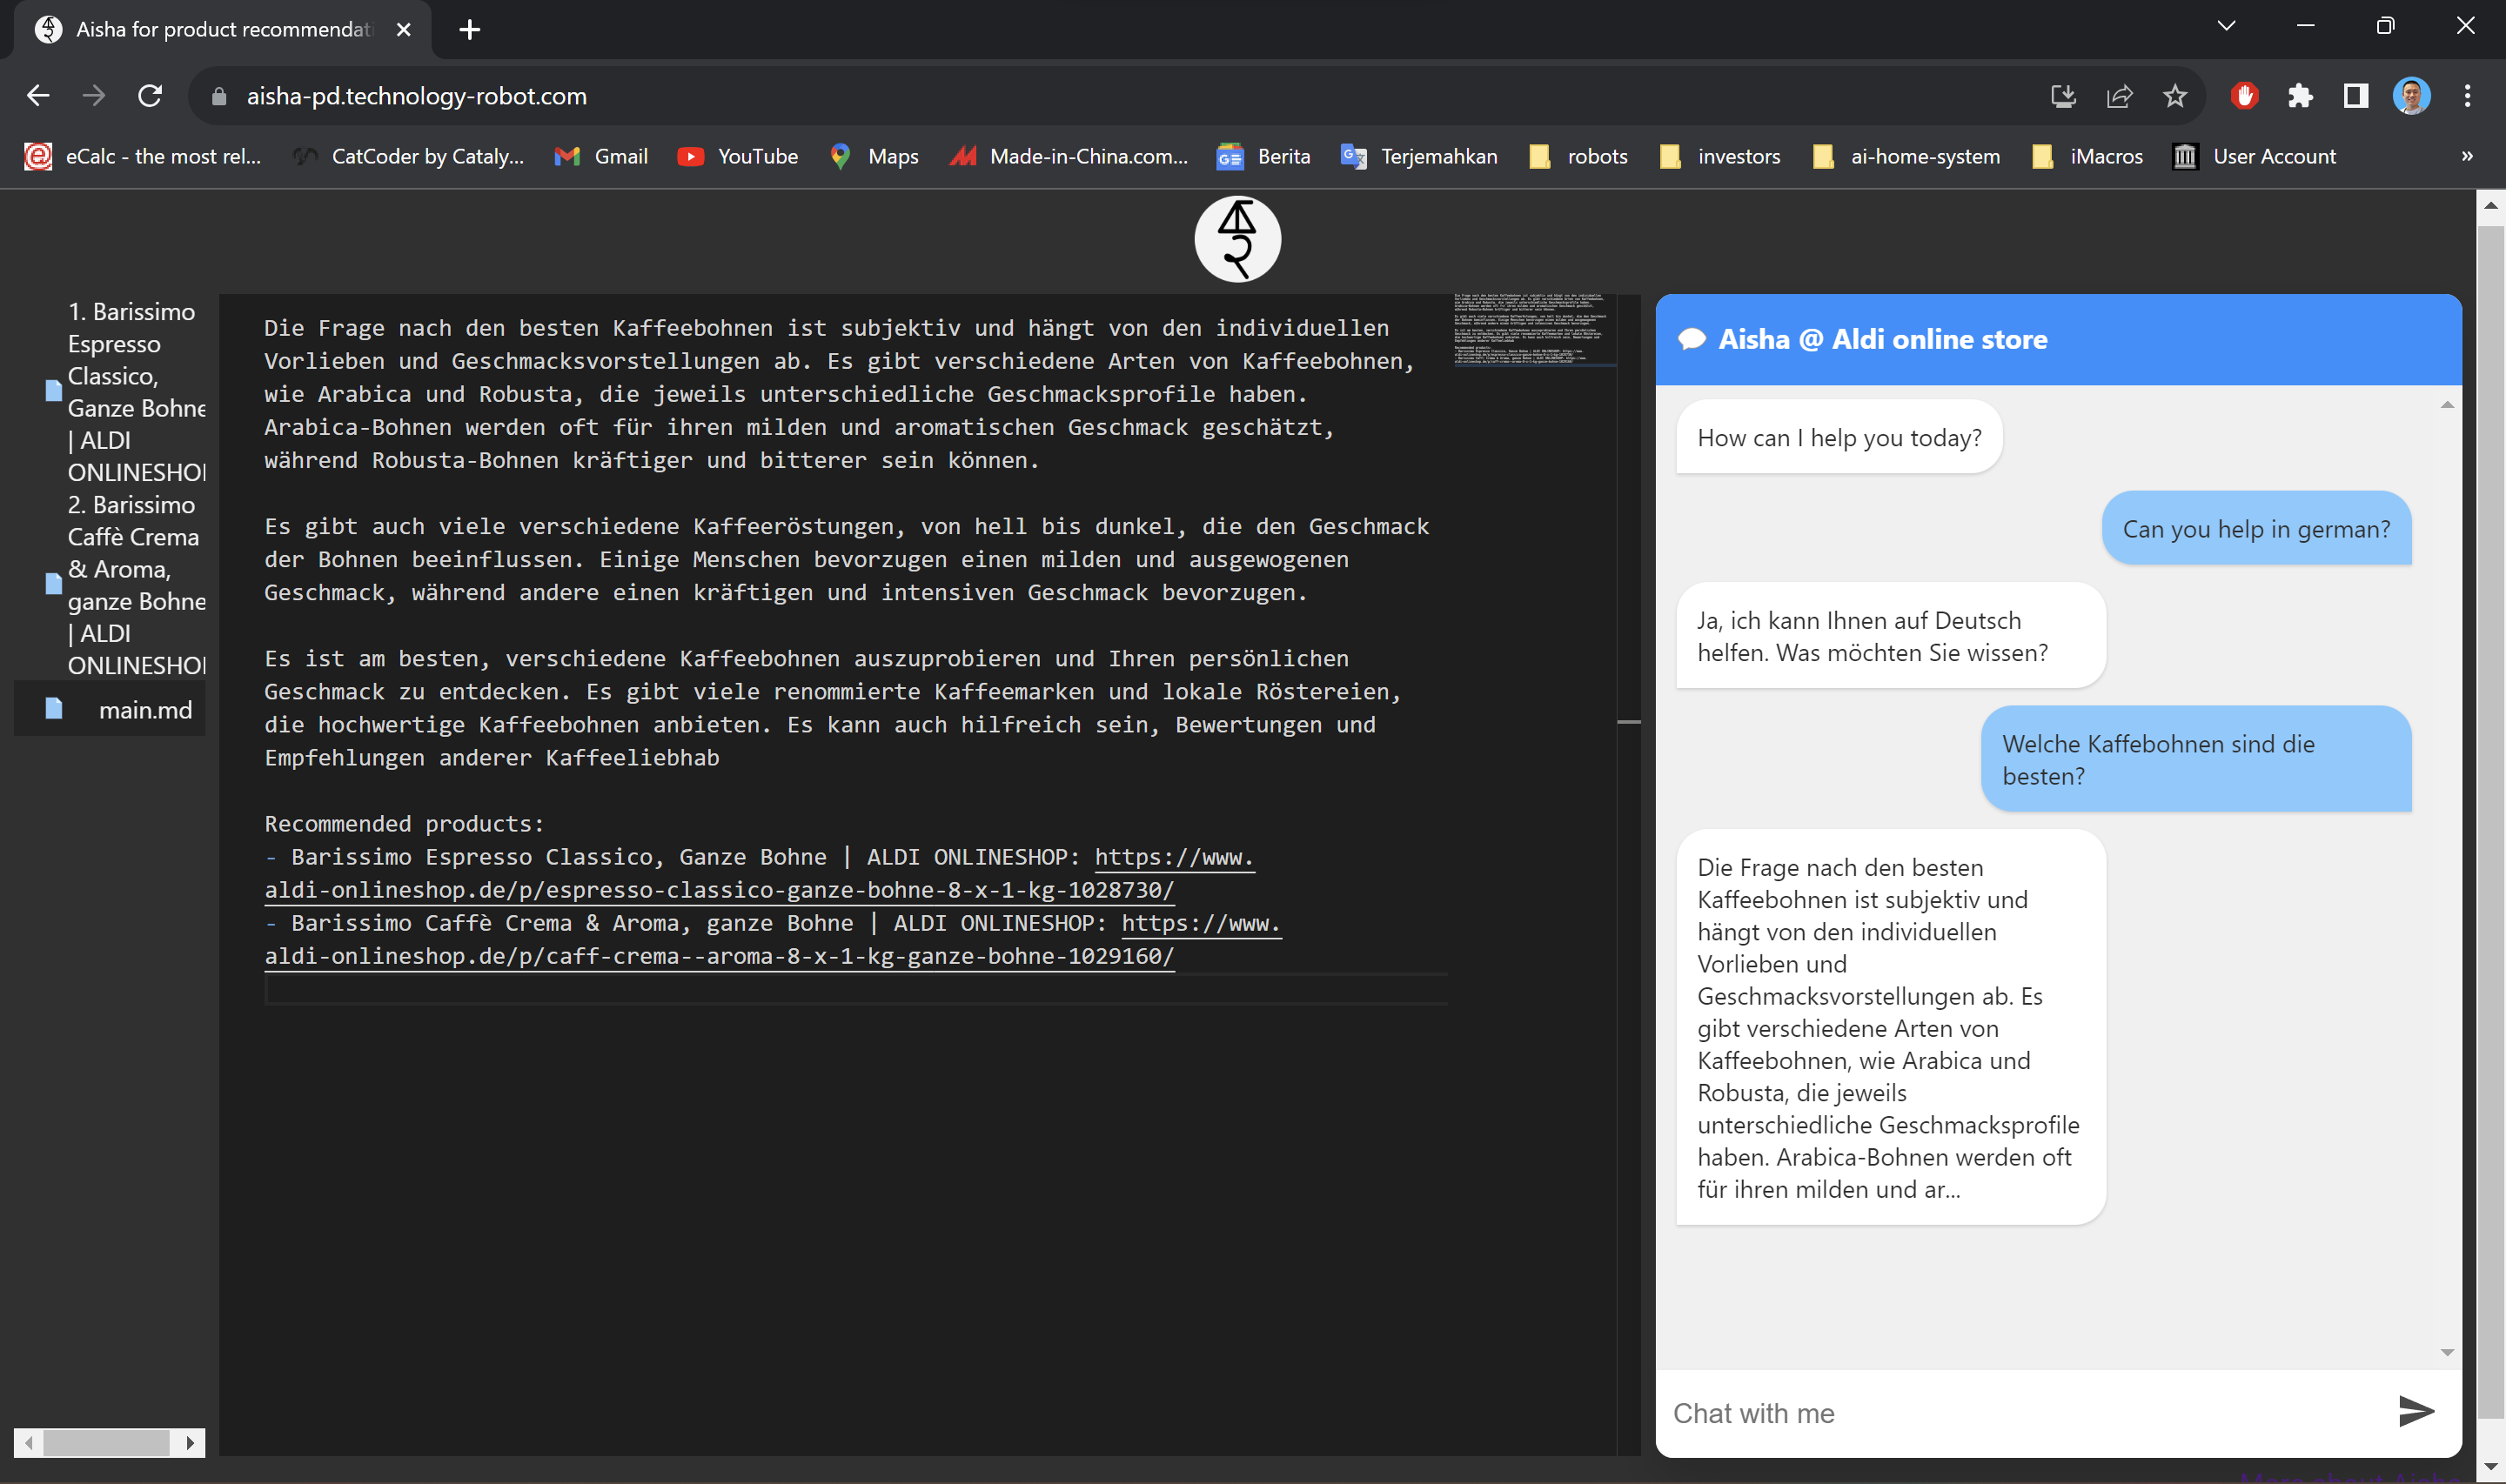 Aisha for product recommendati
aisha-pd.technology-robot.com
eCalc - the most rel...
CatCoder by Cataly...
Gmail
YouTube
Maps
Made-in-China.com...
Berita
Terjemahkan
robots
investors
ai-home-system
iMacros
User Account
»
1. Barissimo
Espresso
Classico,
Ganze Bohne
| ALDI
ONLINESHOP
2. Barissimo
Caffè Crema
& Aroma,
ganze Bohne
| ALDI
ONLINESHOP
main.md
Die Frage nach den besten Kaffeebohnen ist subjektiv und hängt von den individuellen
Vorlieben und Geschmacksvorstellungen ab. Es gibt verschiedene Arten von Kaffeebohnen,
wie Arabica und Robusta, die jeweils unterschiedliche Geschmacksprofile haben.
Arabica-Bohnen werden oft für ihren milden und aromatischen Geschmack geschätzt,
während Robusta-Bohnen kräftiger und bitterer sein können.
Es gibt auch viele verschiedene Kaffeeröstungen, von hell bis dunkel, die den Geschmack
der Bohnen beeinflussen. Einige Menschen bevorzugen einen milden und ausgewogenen
Geschmack, während andere einen kräftigen und intensiven Geschmack bevorzugen.
Es ist am besten, verschiedene Kaffeebohnen auszuprobieren und Ihren persönlichen
Geschmack zu entdecken. Es gibt viele renommierte Kaffeemarken und lokale Röstereien,
die hochwertige Kaffeebohnen anbieten. Es kann auch hilfreich sein, Bewertungen und
Empfehlungen anderer Kaffeeliebhab
Recommended products:
- Barissimo Espresso Classico, Ganze Bohne | ALDI ONLINESHOP: https://www.
aldi-onlineshop.de/p/espresso-classico-ganze-bohne-8-x-1-kg-1028730/
- Barissimo Caffè Crema & Aroma, ganze Bohne | ALDI ONLINESHOP: https://www.
aldi-onlineshop.de/p/caff-crema--aroma-8-x-1-kg-ganze-bohne-1029160/
Aisha @ Aldi online store
How can I help you today?
Can you help in german?
Ja, ich kann Ihnen auf Deutsch
helfen. Was möchten Sie wissen?
Welche Kaffebohnen sind die
besten?
Die Frage nach den besten
Kaffeebohnen ist subjektiv und
hängt von den individuellen
Vorlieben und
Geschmacksvorstellungen ab. Es
gibt verschiedene Arten von
Kaffeebohnen, wie Arabica und
Robusta, die jeweils
unterschiedliche Geschmacksprofile
haben. Arabica-Bohnen werden oft
für ihren milden und ar...
Chat with me